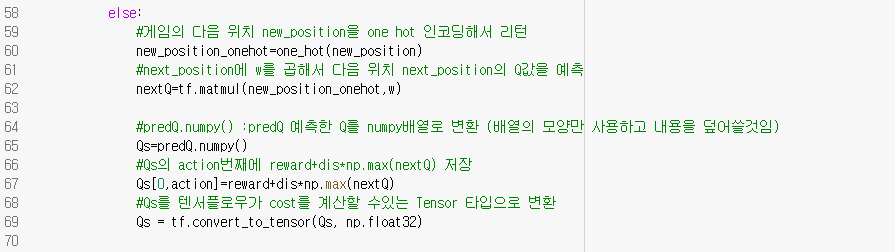 58 else:
59 #게임의 다음 위치 new_position을 one hot 인코딩해서 리턴
60 new_position_onehot=one_hot(new_position)
61 #next_position에 w를 곱해서 다음 위치 next_position의 Q값을 예측
62 nextQ=tf.matmul(new_position_onehot,w)
63
64 #predQ.numpy() :predQ 예측한 Q를 numpy배열로 변환 (배열의 모양만 사용하고 내용을 덮어쓸것임)
65 Qs=predQ.numpy()
66 #Qs의 action번째에 reward+dis*np.max(nextQ) 저장
67 Qs[0,action]=reward+dis*np.max(nextQ)
68 #Qs를 텐서플로우가 cost를 계산할 수있는 Tensor 타입으로 변환
69 Qs = tf.convert_to_tensor(Qs, np.float32)
70